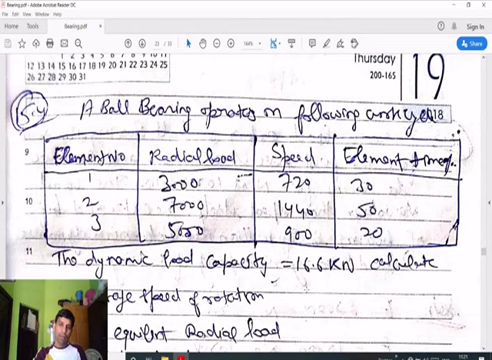 Bearing.pdf - Adobe Acrobat Reader DC
File Edit View Window Help
Home Tools Bearing.pdf Sign In
Share
12 13 14 15 16 17 18 19 20 21 22 23 24 25
26 27 28 29 30 31
Thursday
200-165
19
15.4
A Ball Bearing operates on following work cycle
Element No Radial load Speed Element time
9
1 3000 720 30
10 2 7000 1440 50
3 5000 900 20
11
The dynamic load capacity = 16.6 KN calculate
speed of rotation
Radial load